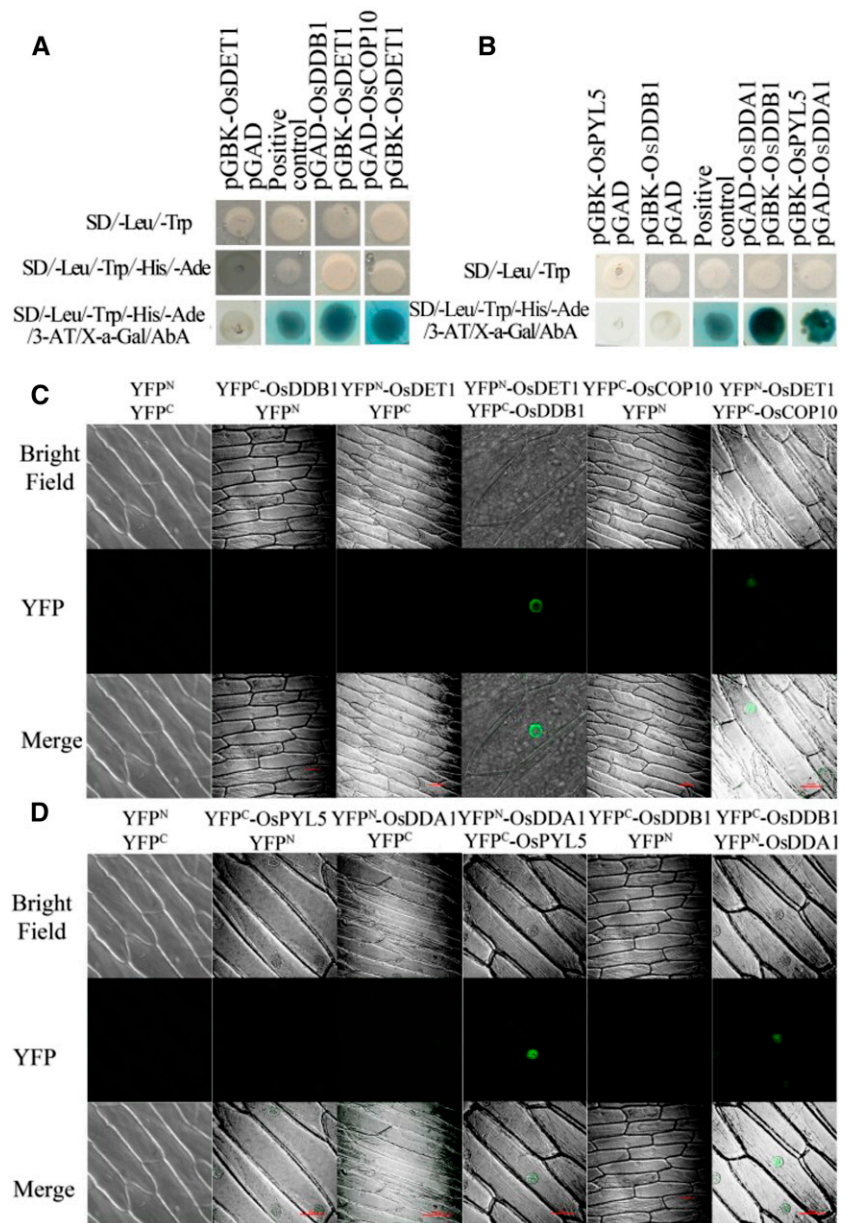 A
B
pGBK-OsDET1
pGAD
Positive
control
pGAD-OsDDB1
pGBK-OsDET1
pGAD-OsCOP10
pGBK-OsDET1
SD/-Leu/-Trp
SD/-Leu/-Trp/-His/-Ade
SD/-Leu/-Trp/-His/-Ade
/3-AT/X-a-Gal/AbA
pGBK-OsPYL5
pGAD
pGBK-OsDDB1
pGAD
Positive
control
pGAD-OsDDA1
pGBK-OsDDB1
pGBK-OsPYL5
pGAD-OsDDA1
SD/-Leu/-Trp
SD/-Leu/-Trp/-His/-Ade
/3-AT/X-a-Gal/AbA
C
YFPᴺ YFPᶜ-OsDDB1 YFPᴺ-OsDET1 YFPᴺ-OsDET1 YFPᶜ-OsCOP10 YFPᴺ-OsDET1
YFPᶜ YFPᴺ YFPᶜ YFPᶜ-OsDDB1 YFPᴺ YFPᶜ-OsCOP10
Bright
Field
YFP
Merge
D
YFPᴺ YFPᶜ-OsPYL5 YFPᴺ-OsDDA1 YFPᴺ-OsDDA1 YFPᶜ-OsDDB1 YFPᶜ-OsDDB1
YFPᶜ YFPᴺ YFPᶜ YFPᶜ-OsPYL5 YFPᴺ YFPᴺ-OsDDA1
Bright
Field
YFP
Merge